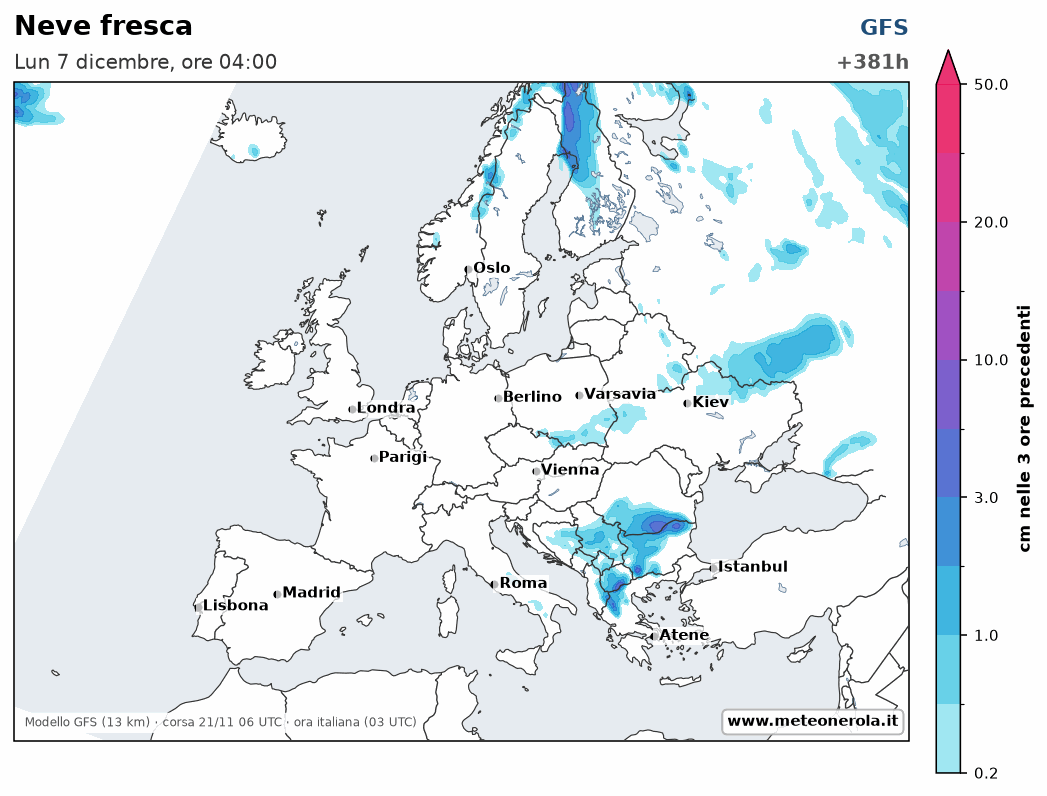 Neve fresca
GFS
Lun 7 dicembre, ore 04:00
+381h
50.0
20.0
10.0
3.0
1.0
0.2
cm nelle 3 ore precedenti
Oslo
Berlino
Varsavia
Kiev
Londra
Parigi
Vienna
Istanbul
Roma
Madrid
Lisbona
Atene
Modello GFS (13 km) · corsa 21/11 06 UTC · ora italiana (03 UTC)
www.meteonerola.it